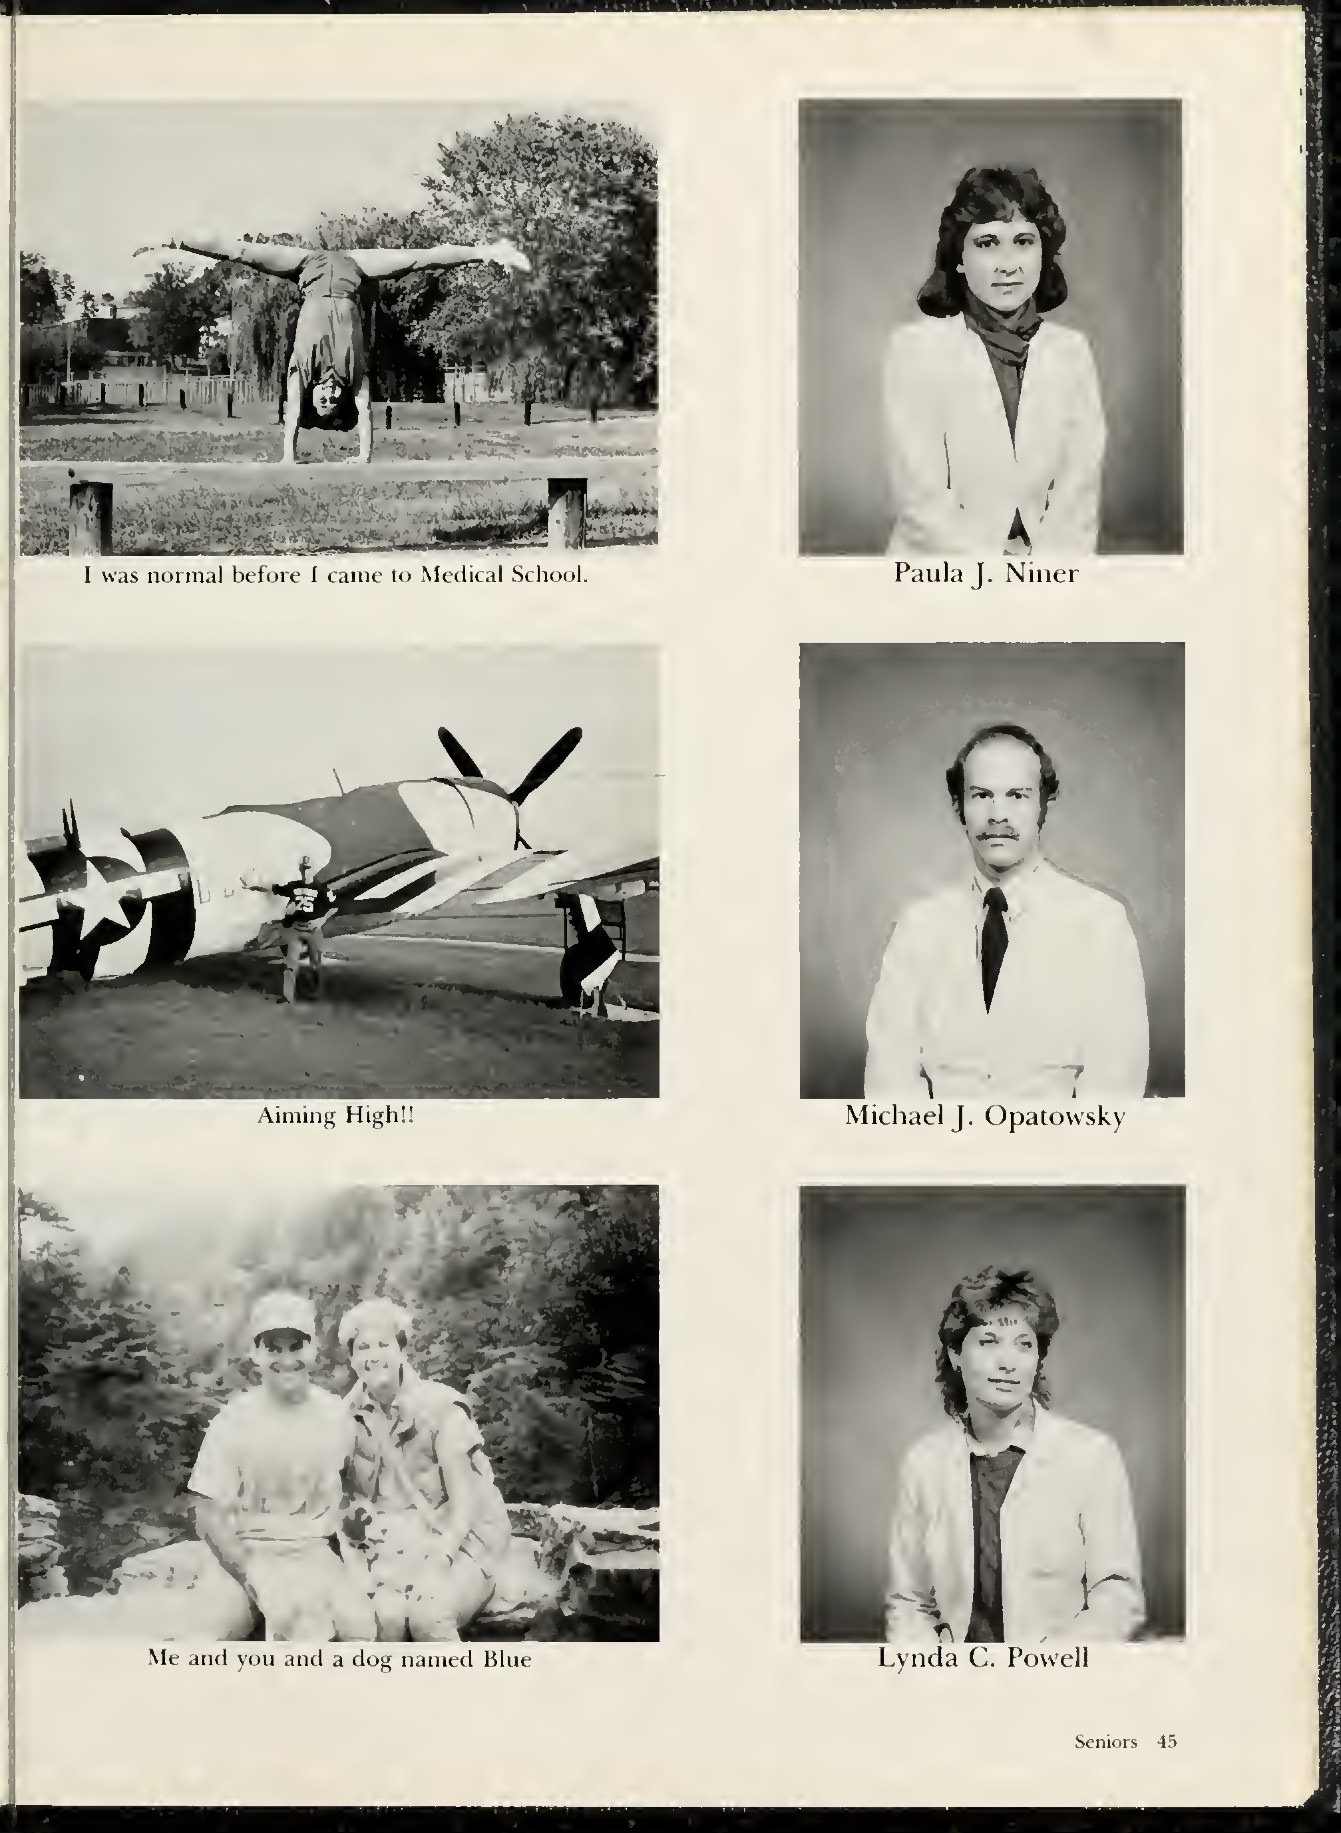 I was normal before I came to Medical School.
Paula J. Niner
75
Aiming High!!
Michael J. Opatowsky
Me and you and a dog named Blue
Lynda C. Powell
Seniors 45